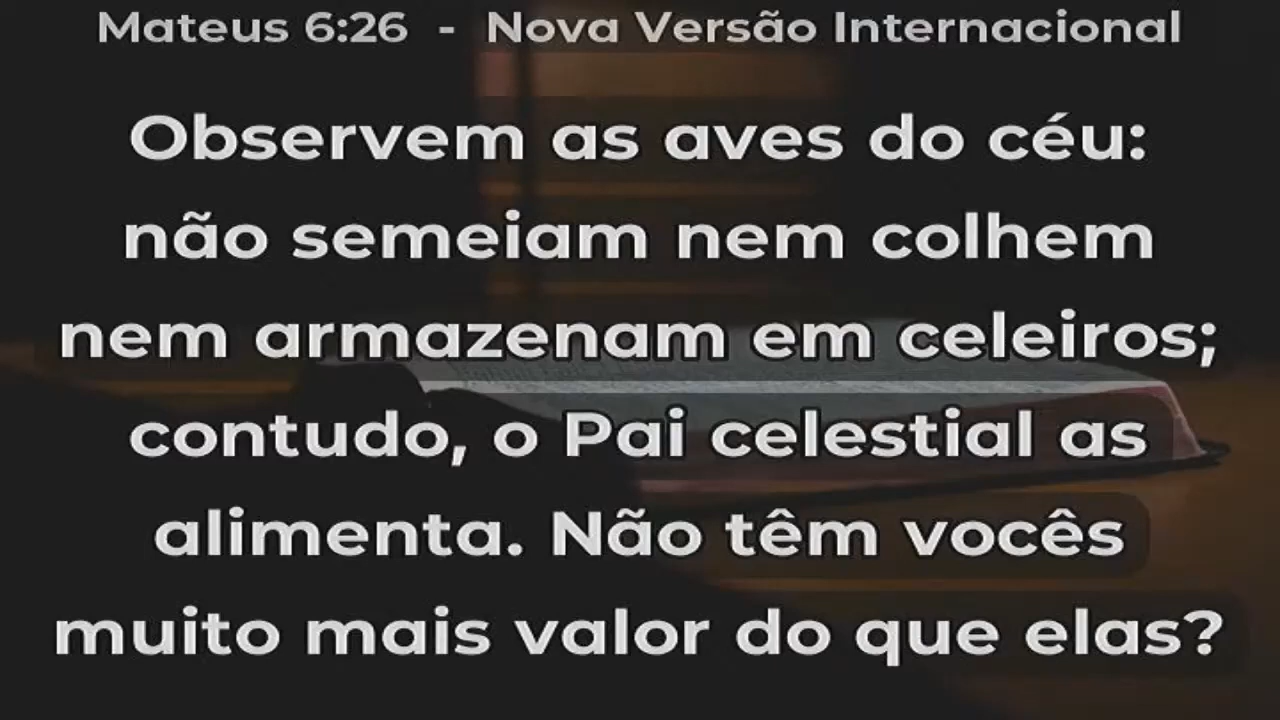 Mateus 6:26 - Nova Versão Internacional
Observem as aves do céu:
não semeiam nem colhem
nem armazenam em celeiros;
contudo, o Pai celestial as
alimenta. Não têm vocês
muito mais valor do que elas?